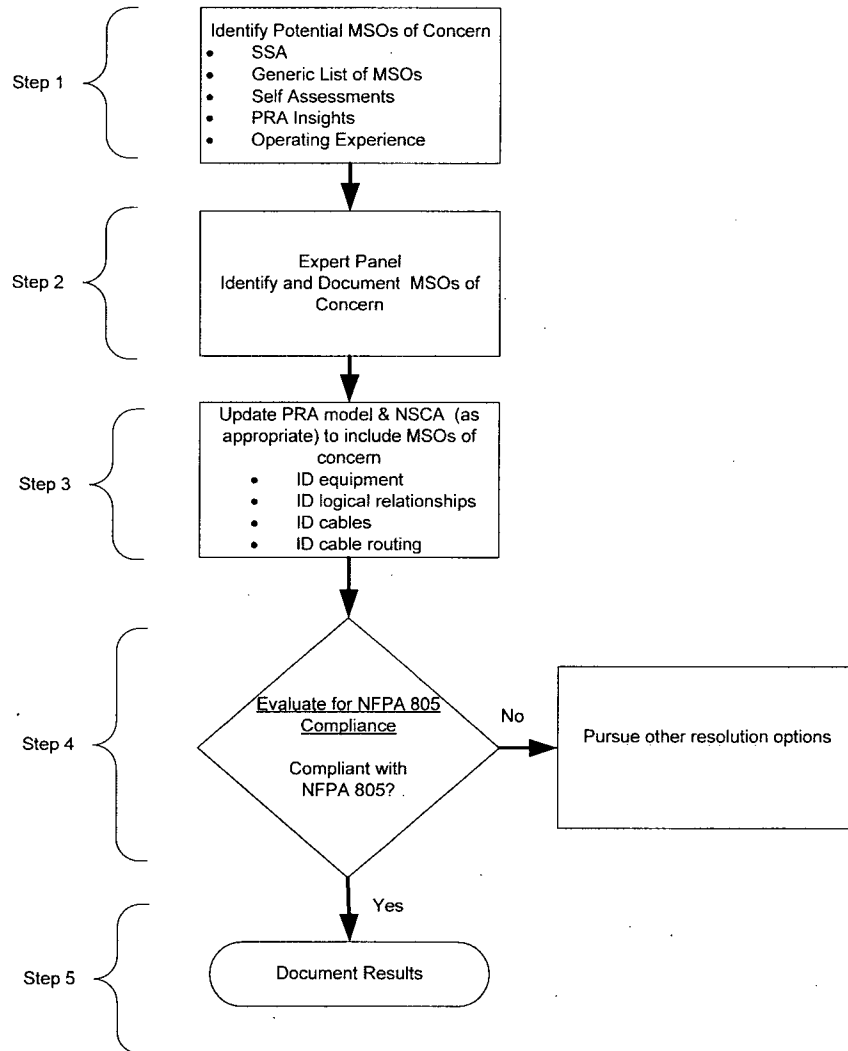 Step 1
Identify Potential MSOs of Concern
• SSA
• Generic List of MSOs
• Self Assessments
• PRA Insights
• Operating Experience
Step 2
Expert Panel
Identify and Document MSOs of
Concern
Step 3
Update PRA model & NSCA (as
appropriate) to include MSOs of
concern
• ID equipment
• ID logical relationships
• ID cables
• ID cable routing
Step 4
Evaluate for NFPA 805
Compliance
Compliant with
NFPA 805?
No
Pursue other resolution options
Yes
Step 5
Document Results